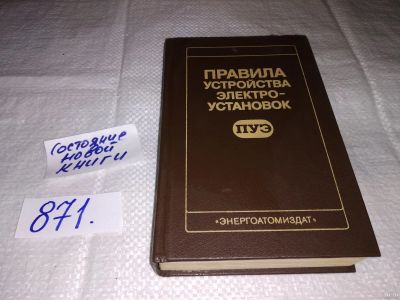 ПРАВИЛА
УСТРОЙСТВА
ЭЛЕКТРО-
УСТАНОВОК
ПУЭ
«ЭНЕРГОАТОМИЗДАТ»
Состояние
новой
книги
871.